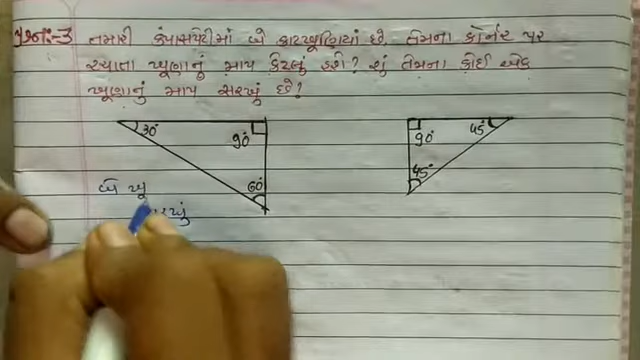 પ્રશ્ન:-3 તમારી કંપાસપેટીમાં બે કાટખૂણિયાં છે. તેમના કોર્નર પર
રચાતા ખૂણાનું માપ કેટલું હશે? શું તેમના કોઈ એક
ખૂણાનું માપ સરખું છે?
30° 90° 60°
90° 45° 45°
બે ખૂ